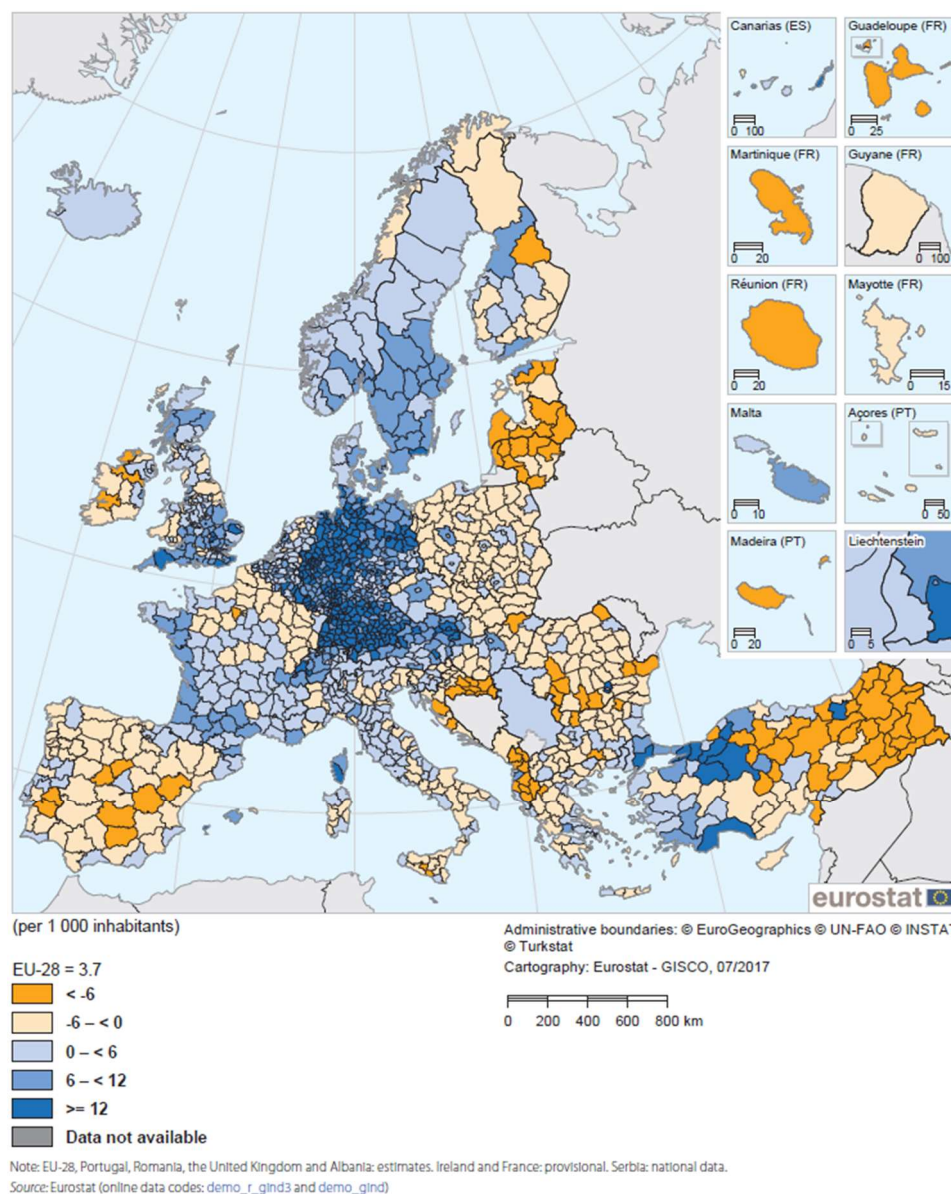 Canarias (ES)
0 100
Guadeloupe (FR)
0 25
Martinique (FR)
0 20
Guyane (FR)
0 100
Réunion (FR)
0 20
Mayotte (FR)
0 15
Malta
0 10
Açores (PT)
0 50
Madeira (PT)
0 20
Liechtenstein
0 5
eurostat
(per 1 000 inhabitants)
Administrative boundaries: © EuroGeographics © UN-FAO © INSTAT
© Turkstat
Cartography: Eurostat - GISCO, 07/2017
0 200 400 600 800 km
EU-28 = 3.7
< -6
-6 – < 0
0 – < 6
6 – < 12
>= 12
Data not available
Note: EU-28, Portugal, Romania, the United Kingdom and Albania: estimates. Ireland and France: provisional. Serbia: national data.
Source: Eurostat (online data codes: demo_r_gind3 and demo_gind)